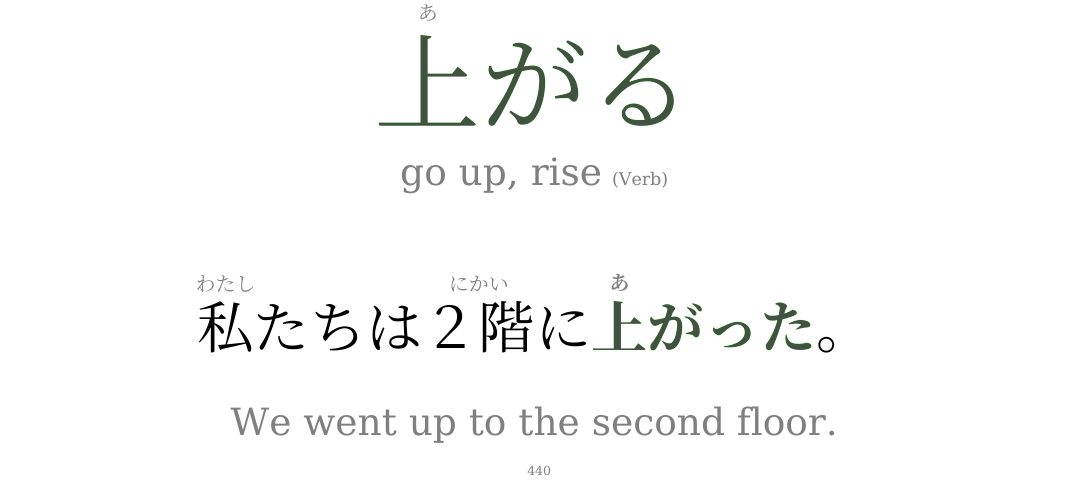 あ
上がる
go up, rise (Verb)
わたし にかい あ
私たちは２階に上がった。
We went up to the second floor.
440